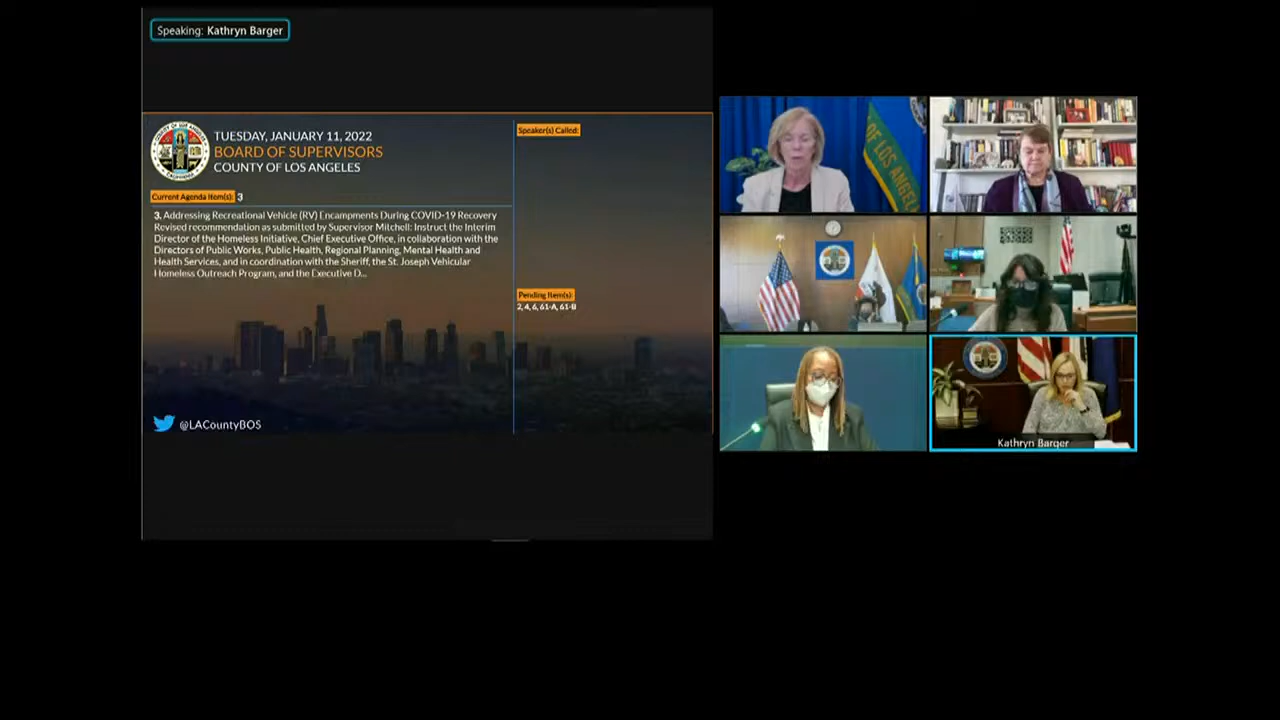 Speaking: Kathryn Barger
TUESDAY, JANUARY 11, 2022
BOARD OF SUPERVISORS
COUNTY OF LOS ANGELES
Current Agenda Item(s): 3
3. Addressing Recreational Vehicle (RV) Encampments During COVID-19 Recovery
Revised recommendation as submitted by Supervisor Mitchell: Instruct the Interim
Director of the Homeless Initiative, Chief Executive Office, in collaboration with the
Directors of Public Works, Public Health, Regional Planning, Mental Health and
Health Services, and in coordination with the Sheriff, the St. Joseph Vehicular
Homeless Outreach Program, and the Executive D...
@LACountyBOS
Speaker(s) Called:
Pending Item(s):
2, 4, 6, 61-A, 61-B
OF LOS ANGELES
Kathryn Barger